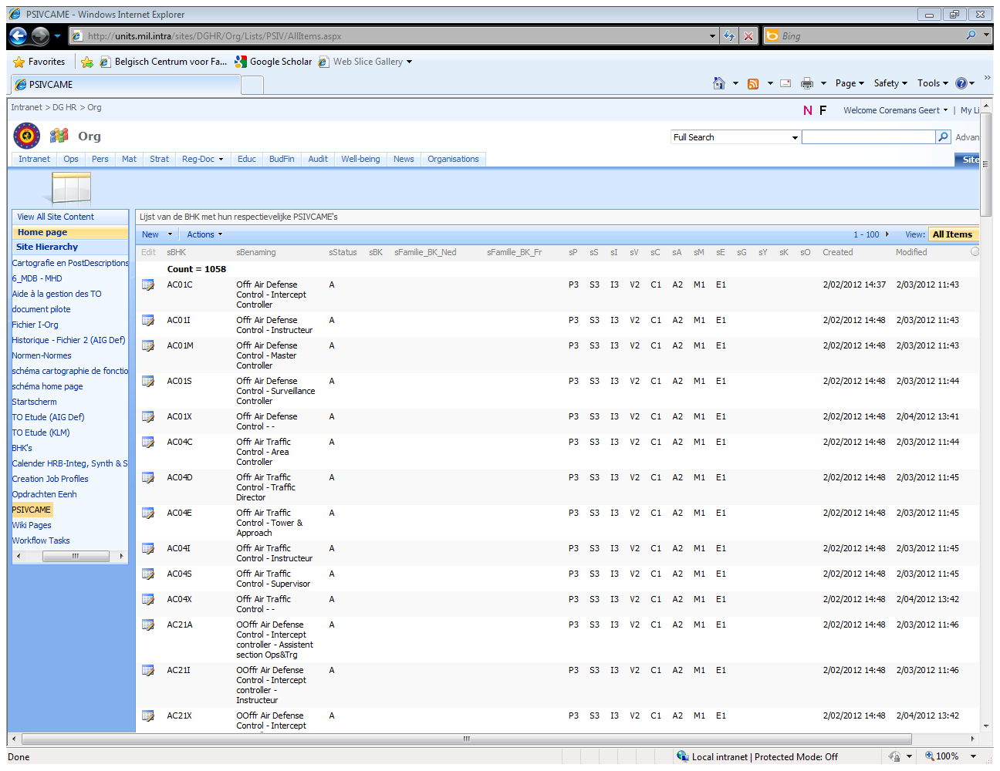 PSIVCAME - Windows Internet Explorer
http://units.mil.intra/sites/DGHR/Org/Lists/PSIV/AllItems.aspx
Bing
Favorites Belgisch Centrum voor Fa... Google Scholar Web Slice Gallery
PSIVCAME
Page Safety Tools
Intranet > DG HR > Org
N F Welcome Coremans Geert | My Li
Org
Full Search Advan
Intranet Ops Pers Mat Strat Reg-Doc Educ BudFin Audit Well-being News Organisations Site
View All Site Content
Home page
Site Hierarchy
Cartografie en PostDescriptions
6_MDB - MHD
Aide à la gestion des TO
document pilote
Fichier I-Org
Historique - Fichier 2 (AIG Def)
Normen-Normes
schéma cartographie de fonctio
schéma home page
Startscherm
TO Etude (AIG Def)
TO Etude (KLM)
BHK's
Calender HRB-Integ, Synth & S
Creation Job Profiles
Opdrachten Eenh
PSIVCAME
Wiki Pages
Workflow Tasks
Lijst van de BHK met hun respectievelijke PSIVCAME's
New Actions 1 - 100 View: All Items
Edit sBHK sBenaming sStatus sBK sFamilie_BK_Ned sFamille_BK_Fr sP sS sI sV sC sA sM sE sG sY sK sO Created Modified
Count = 1058
AC01C Offr Air Defense A P3 S3 I3 V2 C1 A2 M1 E1 2/02/2012 14:37 2/03/2012 11:43
Control - Intercept
Controller
AC01I Offr Air Defense A P3 S3 I3 V2 C1 A2 M1 E1 2/02/2012 14:48 2/03/2012 11:43
Control - Instructeur
AC01M Offr Air Defense A P3 S3 I3 V2 C1 A2 M1 E1 2/02/2012 14:48 2/03/2012 11:43
Control - Master
Controller
AC01S Offr Air Defense A P3 S3 I3 V2 C1 A2 M1 E1 2/02/2012 14:48 2/03/2012 11:44
Control - Surveillance
Controller
AC01X Offr Air Defense A P3 S3 I3 V2 C1 A2 M1 E1 2/02/2012 14:48 2/04/2012 13:41
Control - -
AC04C Offr Air Traffic A P3 S3 I3 V2 C1 A2 M1 E1 2/02/2012 14:48 2/03/2012 11:44
Control - Area
Controller
AC04D Offr Air Traffic A P3 S3 I3 V2 C1 A2 M1 E1 2/02/2012 14:48 2/03/2012 11:45
Control - Traffic
Director
AC04E Offr Air Traffic A P3 S3 I3 V2 C1 A2 M1 E1 2/02/2012 14:48 2/03/2012 11:45
Control - Tower &
Approach
AC04I Offr Air Traffic A P3 S3 I3 V2 C1 A2 M1 E1 2/02/2012 14:48 2/03/2012 11:45
Control - Instructeur
AC04S Offr Air Traffic A P3 S3 I3 V2 C1 A2 M1 E1 2/02/2012 14:48 2/03/2012 11:45
Control - Supervisor
AC04X Offr Air Traffic A P3 S3 I3 V2 C1 A2 M1 E1 2/02/2012 14:48 2/04/2012 13:42
Control - -
AC21A OOffr Air Defense A P3 S3 I3 V2 C1 A2 M1 E1 2/02/2012 14:48 2/03/2012 11:46
Control - Intercept
controller - Assistent
section Ops&Trg
AC21I OOffr Air Defense A P3 S3 I3 V2 C1 A2 M1 E1 2/02/2012 14:48 2/03/2012 11:46
Control - Intercept
controller -
Instructeur
AC21X OOffr Air Defense A P3 S3 I3 V2 C1 A2 M1 E1 2/02/2012 14:48 2/04/2012 13:42
Control - Intercept
Done Local intranet | Protected Mode: Off 100%